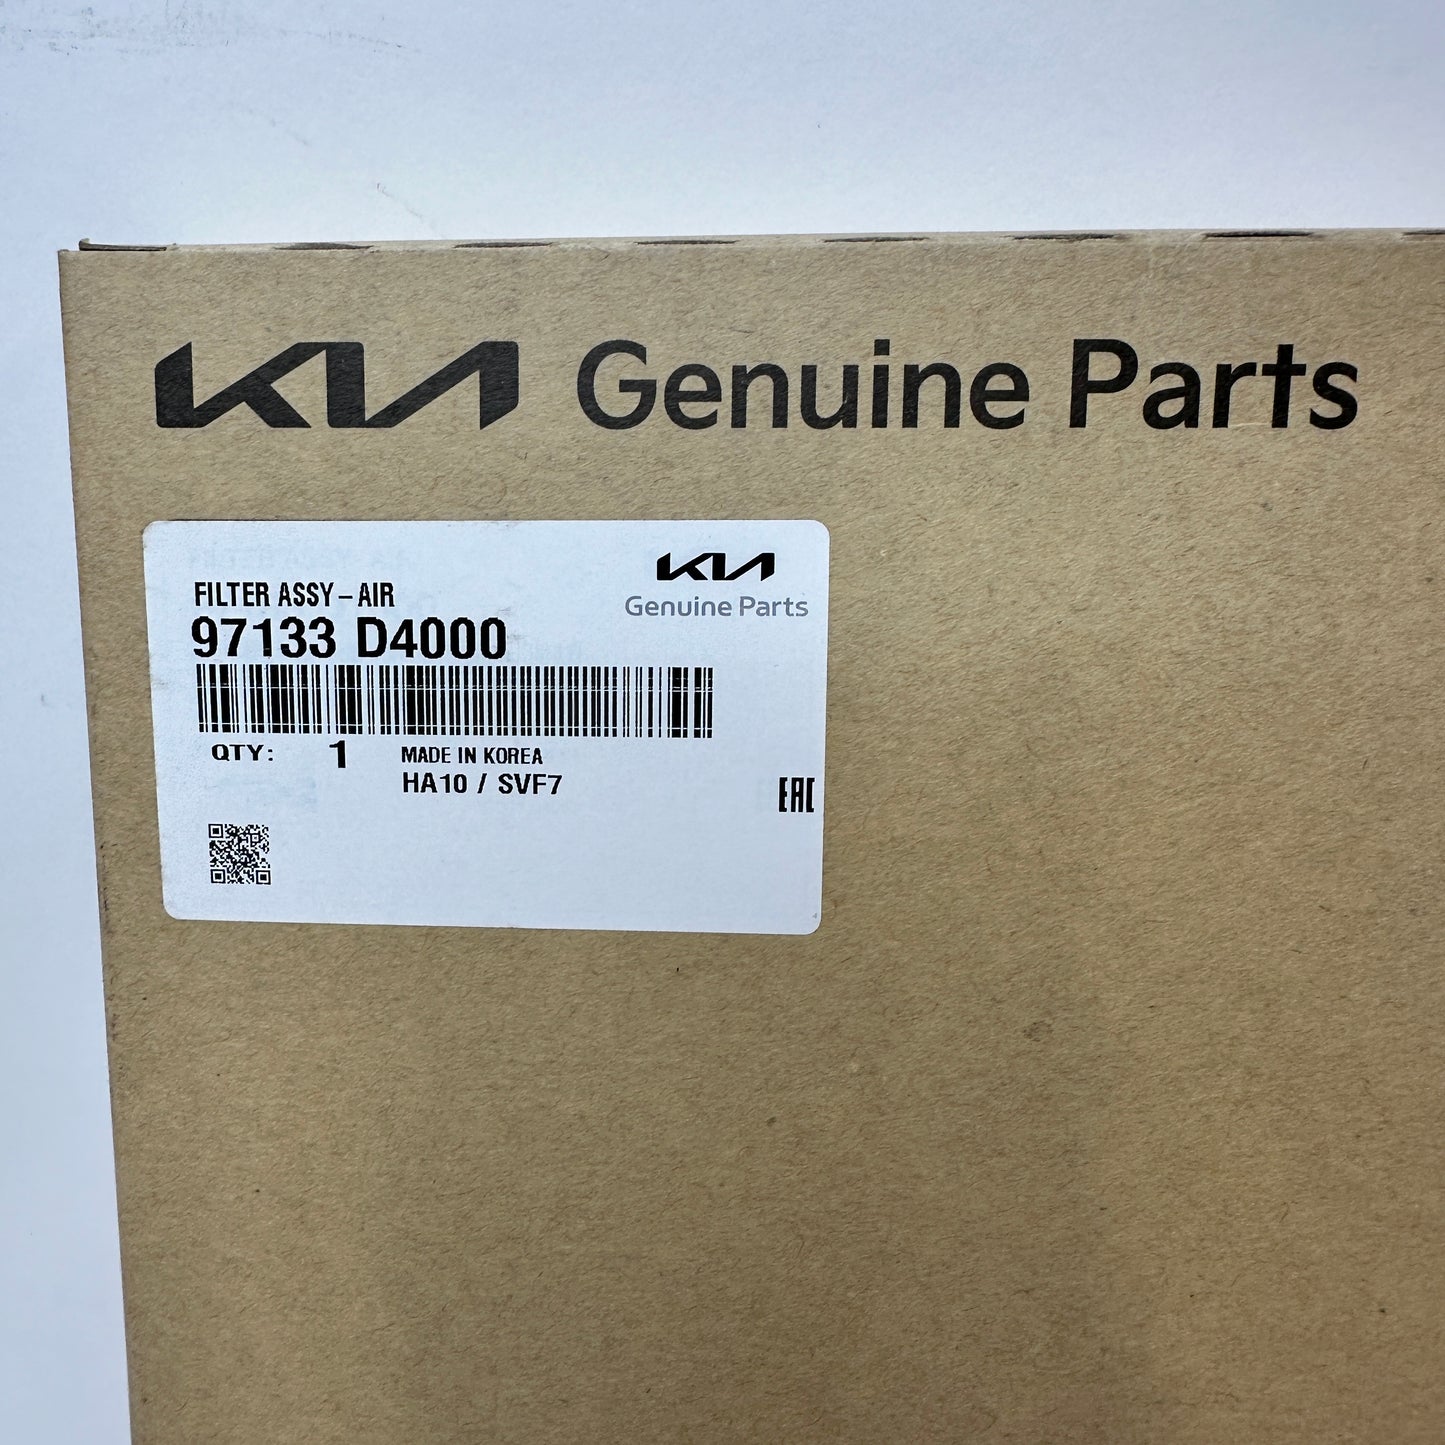 KIA Genuine Parts
KIA
Genuine Parts
FILTER ASSY-AIR
97133 D4000
QTY: 1 MADE IN KOREA
HA10 / SVF7
EAC